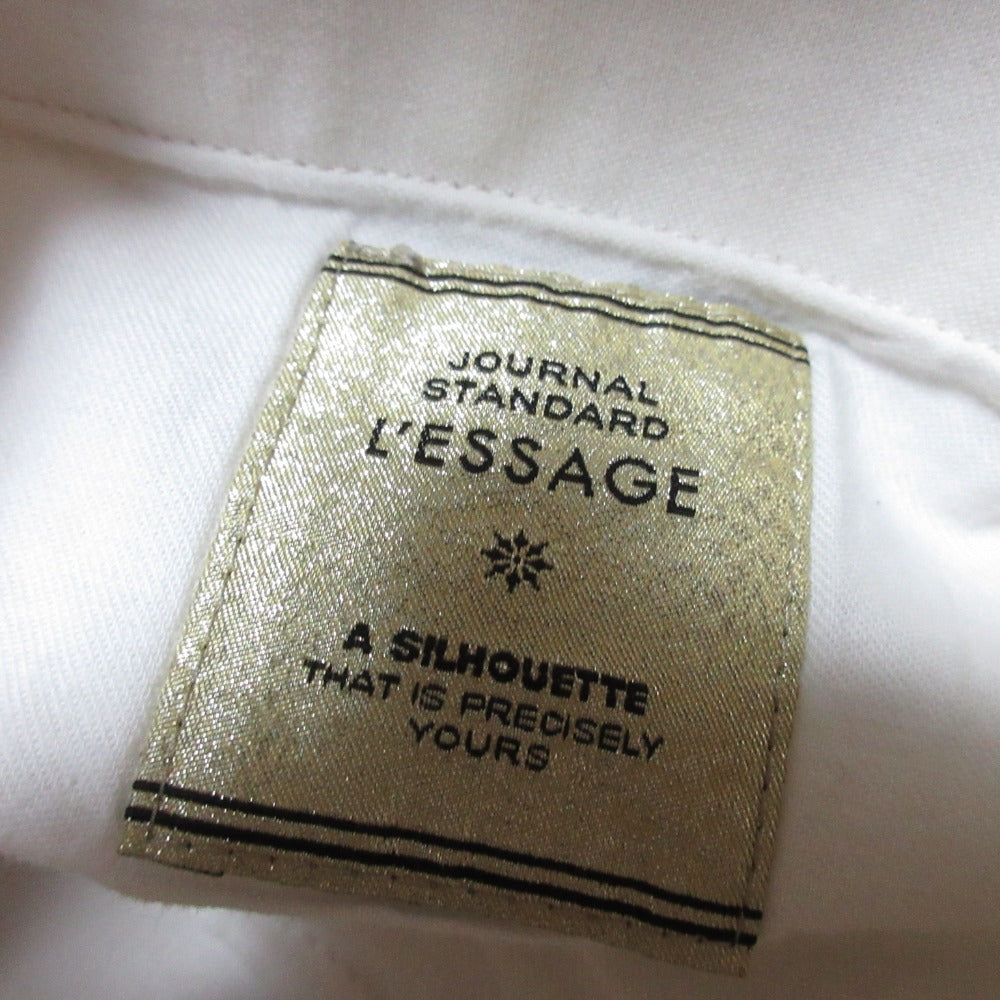 JOURNAL
STANDARD
L'ESSAGE
A SILHOUETTE
THAT IS PRECISELY
YOURS